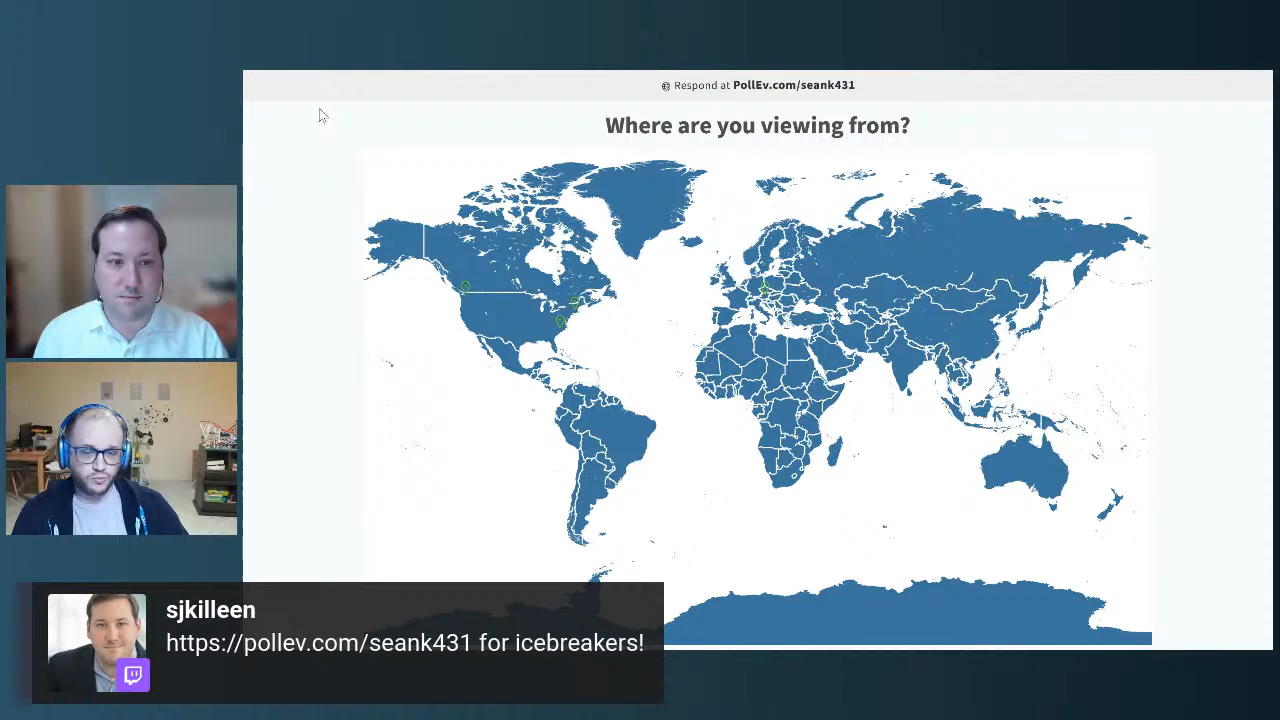 Respond at PollEv.com/seank431
Where are you viewing from?
sjkilleen
https://pollev.com/seank431 for icebreakers!